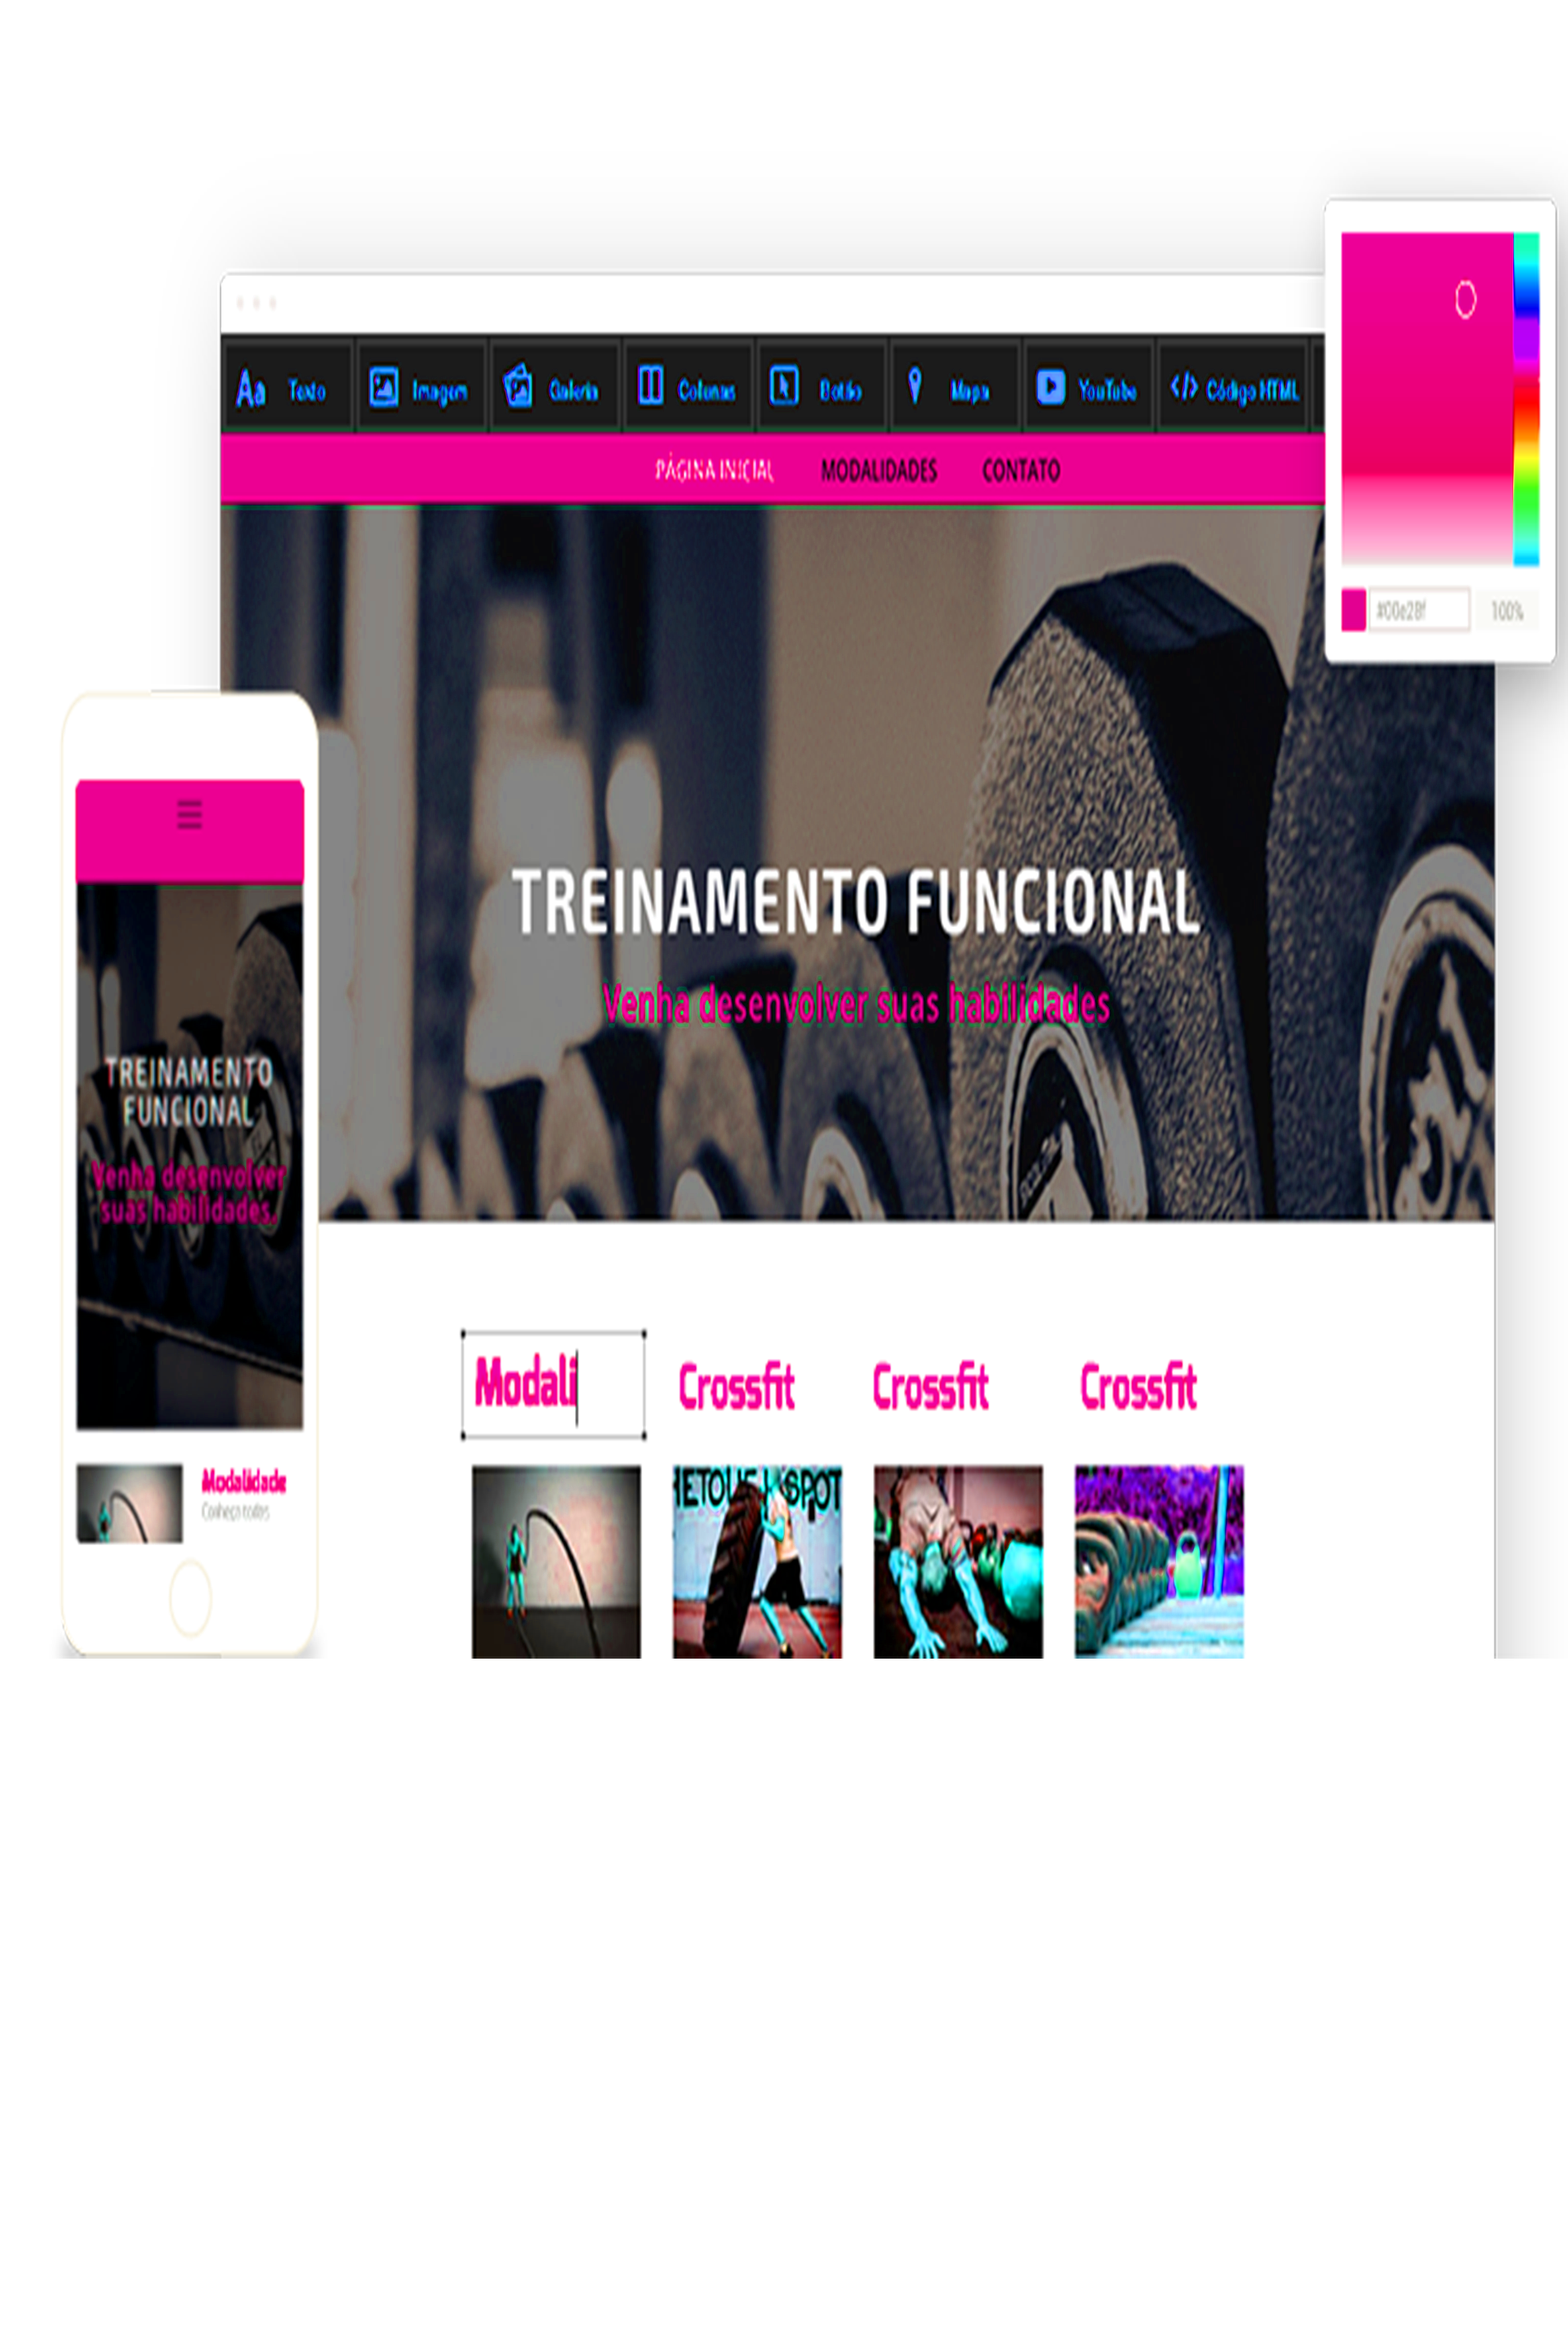 Aa Texto Imagem Galeria Colunas Botão Mapa YouTube </> Código HTML
PÁGINA INICIAL MODALIDADES CONTATO
#00e28f 100%
TREINAMENTO FUNCIONAL
Venha desenvolver suas habilidades
TREINAMENTO
FUNCIONAL
Venha desenvolver
suas habilidades.
Modali Crossfit Crossfit Crossfit
Modalidade
Conheça todas
SPOT